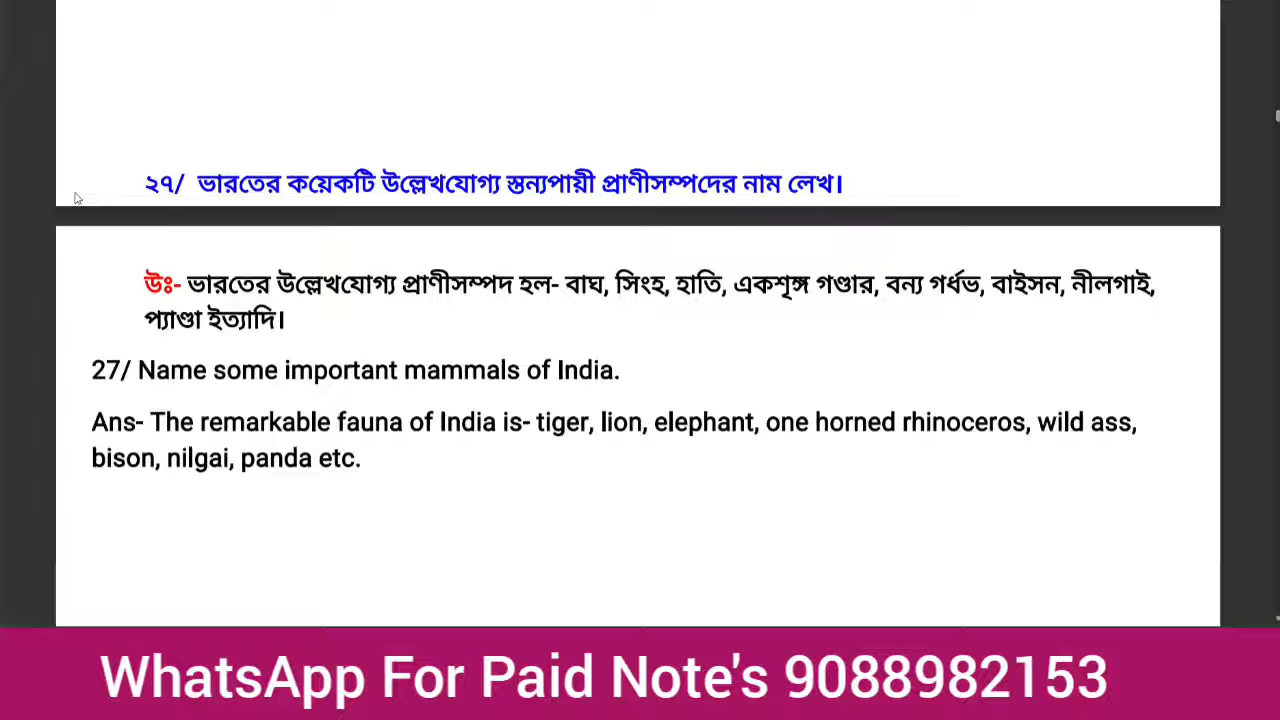 ২৭/ ভারতের কয়েকটি উল্লেখযোগ্য স্তন্যপায়ী প্রাণীসম্পদের নাম লেখ।
উঃ- ভারতের উল্লেখযোগ্য প্রাণীসম্পদ হল- বাঘ, সিংহ, হাতি, একশৃঙ্গ গণ্ডার, বন্য গর্ধভ, বাইসন, নীলগাই,
প্যাণ্ডা ইত্যাদি।
27/ Name some important mammals of India.
Ans- The remarkable fauna of India is- tiger, lion, elephant, one horned rhinoceros, wild ass,
bison, nilgai, panda etc.
WhatsApp For Paid Note's 9088982153